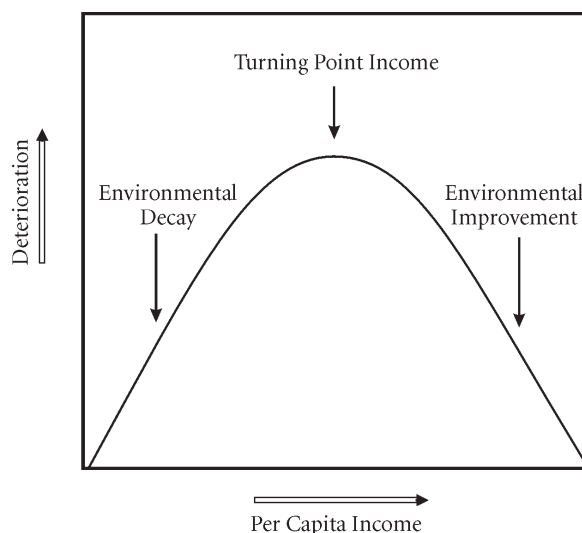 Turning Point Income
Deterioration
Environmental
Decay
Environmental
Improvement
Per Capita Income